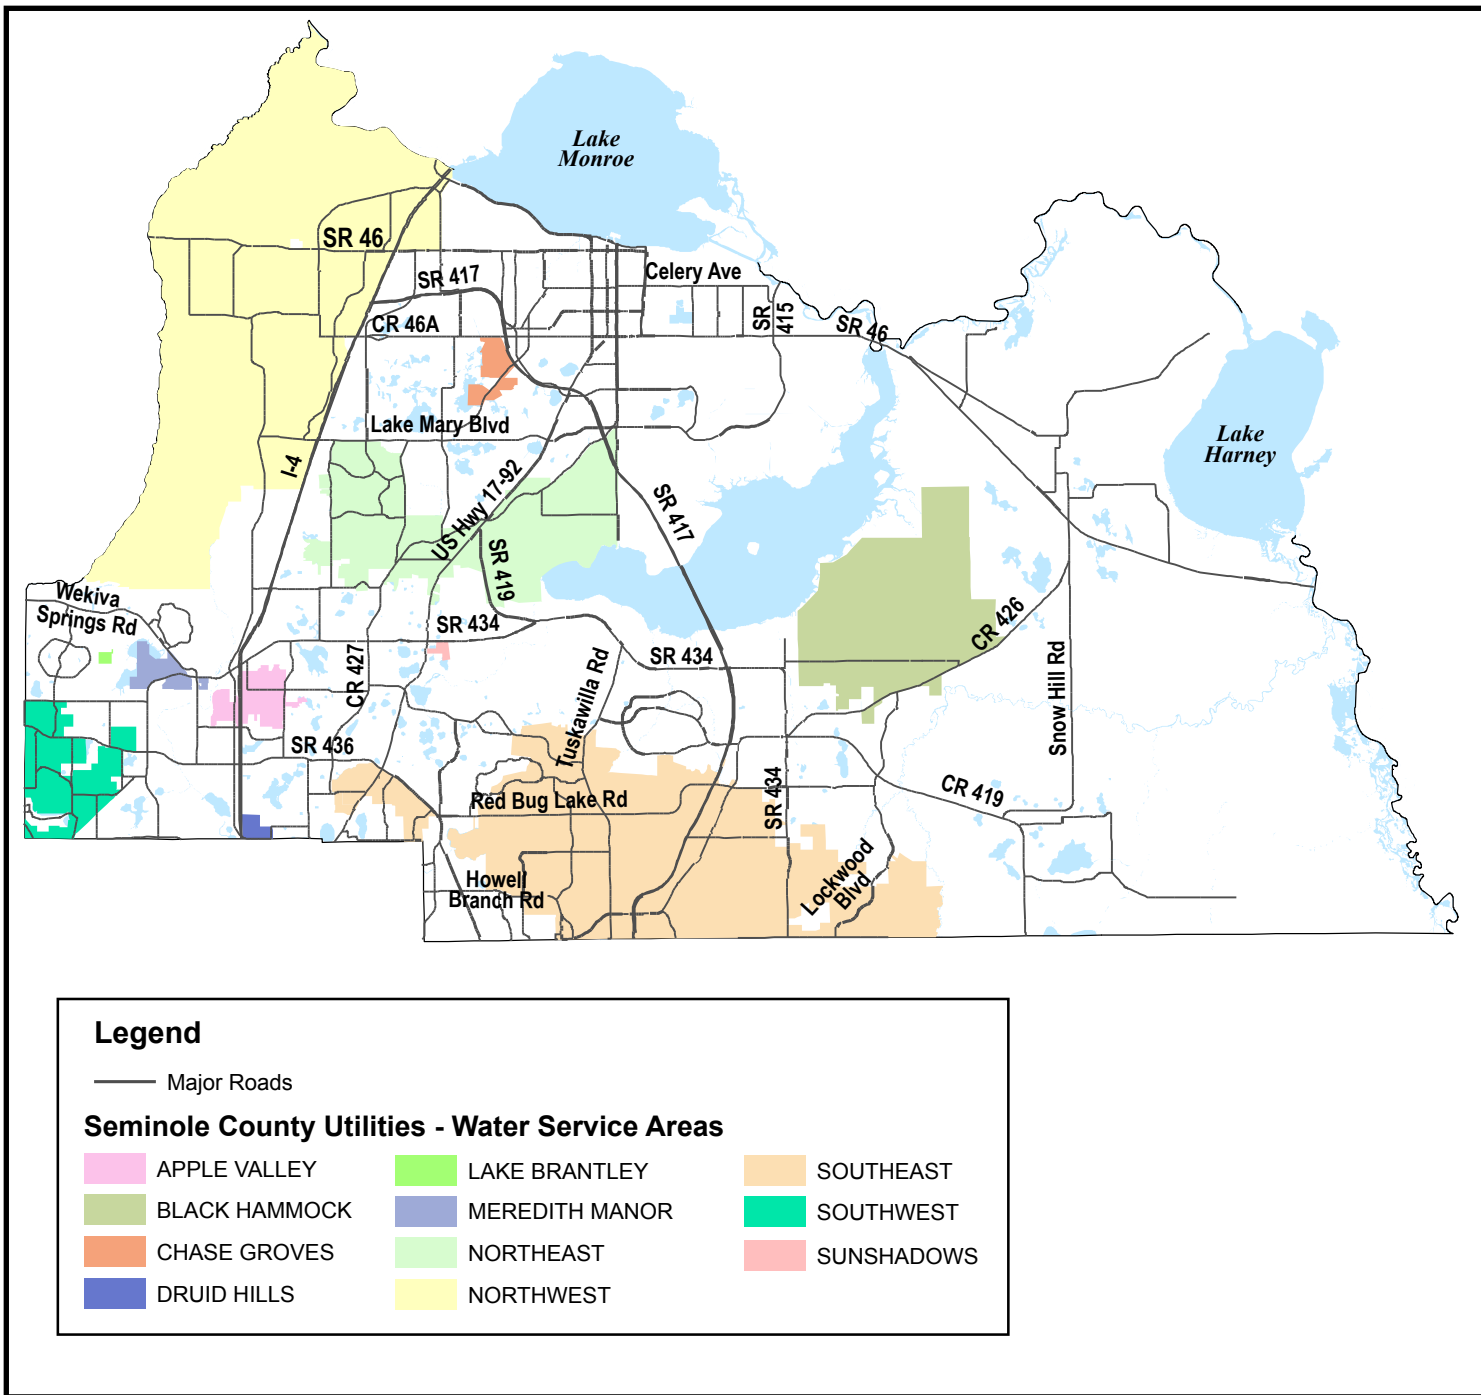 Lake
Monroe
SR 46
SR 417
Celery Ave
SR
415
CR 46A
SR 46
Lake Mary Blvd
Lake
Harney
I-4
US Hwy 17-92
SR 417
SR 419
Wekiva
Springs Rd
SR 434
CR 426
CR 427
SR 434
Tuskawilla Rd
Snow Hill Rd
SR 436
Red Bug Lake Rd
SR 434
CR 419
Howell
Branch Rd
Lockwood
Blvd
Legend
Major Roads
Seminole County Utilities - Water Service Areas
APPLE VALLEY
BLACK HAMMOCK
CHASE GROVES
DRUID HILLS
LAKE BRANTLEY
MEREDITH MANOR
NORTHEAST
NORTHWEST
SOUTHEAST
SOUTHWEST
SUNSHADOWS